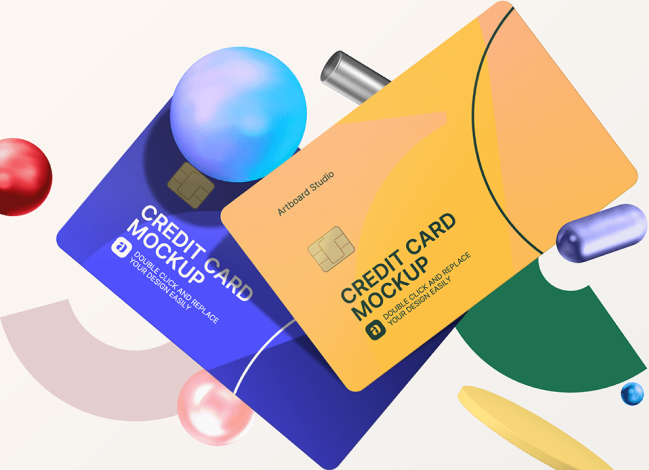 CREDIT CARD
MOCKUP
a
DOUBLE CLICK AND REPLACE
YOUR DESIGN EASILY
Artboard Studio
CREDIT CARD
MOCKUP
a
DOUBLE CLICK AND REPLACE
YOUR DESIGN EASILY